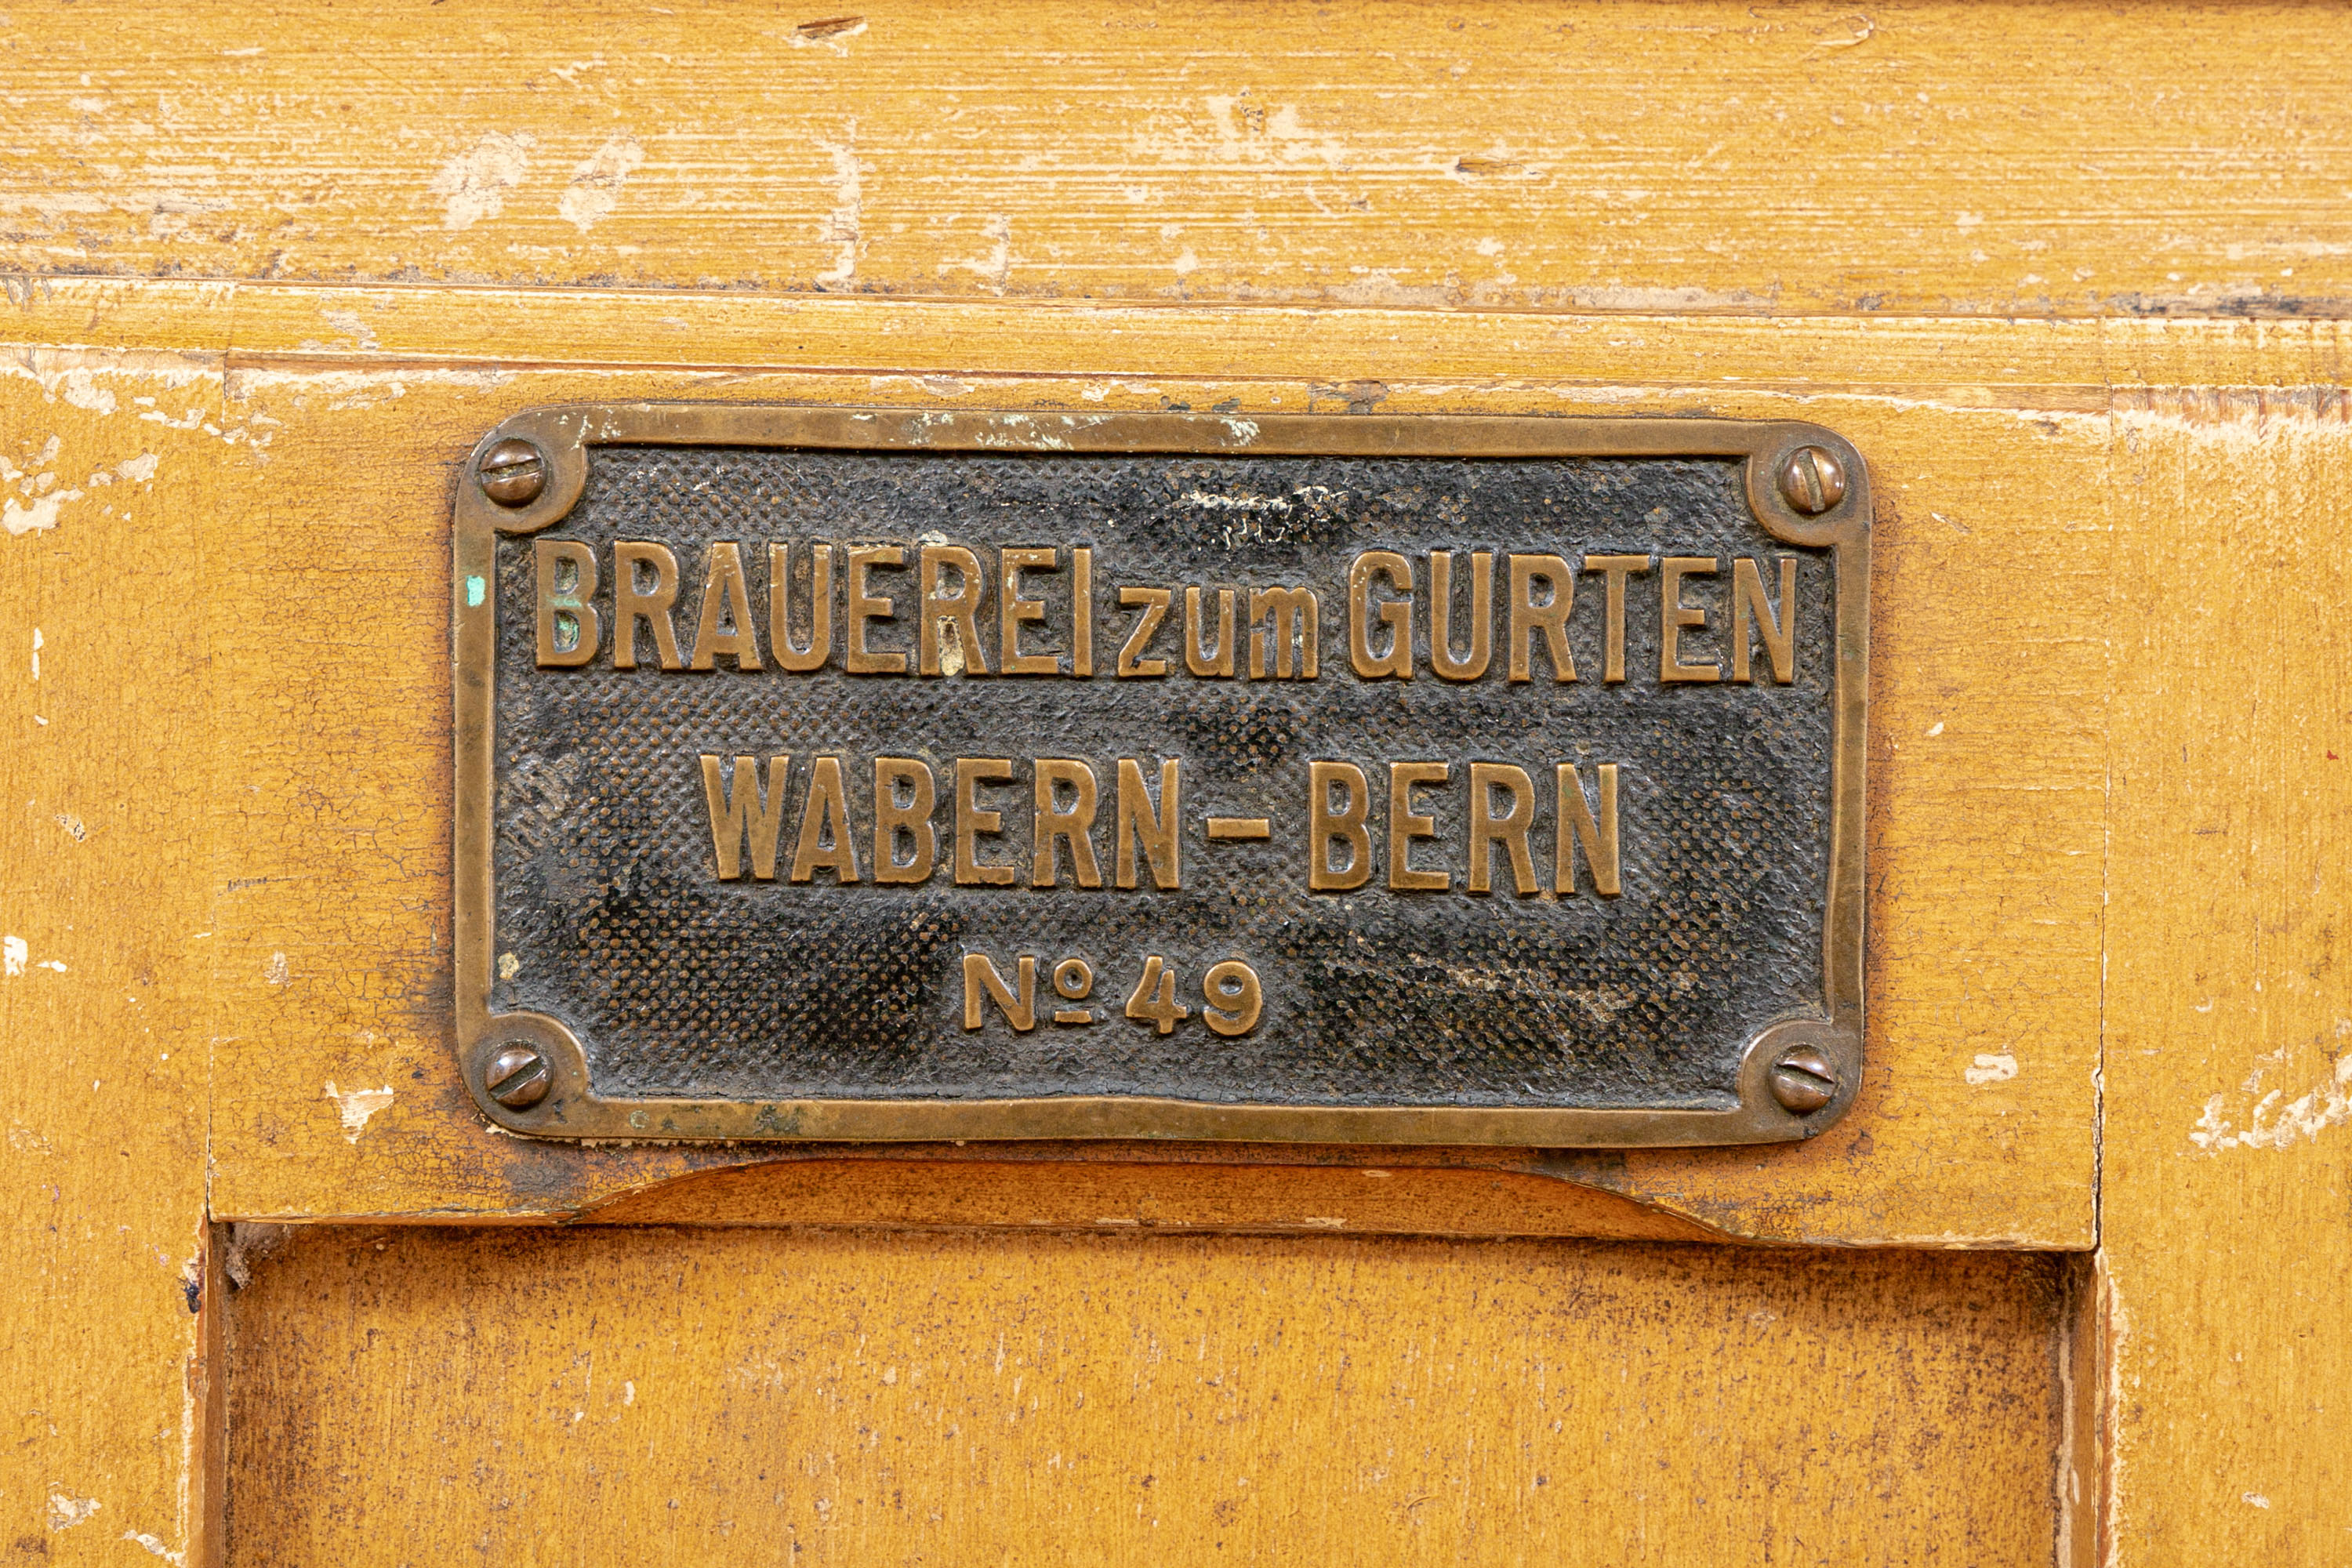 BRAUEREI zum GURTEN
WABERN – BERN
Nº 49